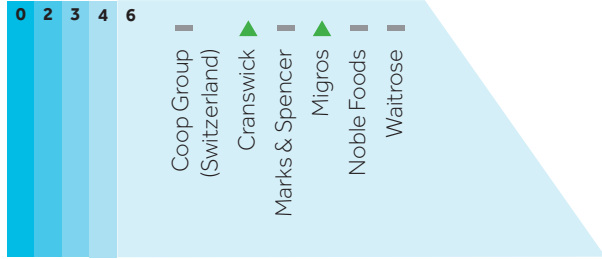 0 2 3 4 6
Coop Group
(Switzerland)
Cranswick
Marks & Spencer
Migros
Noble Foods
Waitrose